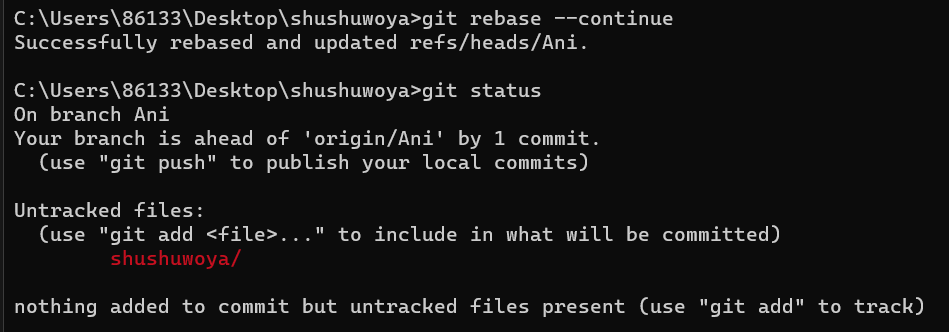 C:\Users\86133\Desktop\shushuwoya>git rebase --continue
Successfully rebased and updated refs/heads/Ani.

C:\Users\86133\Desktop\shushuwoya>git status
On branch Ani
Your branch is ahead of 'origin/Ani' by 1 commit.
  (use "git push" to publish your local commits)

Untracked files:
  (use "git add <file>..." to include in what will be committed)
        shushuwoya/

nothing added to commit but untracked files present (use "git add" to track)